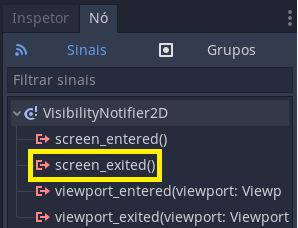 Inspetor Nó
Sinais Grupos
Filtrar sinais
VisibilityNotifier2D
screen_entered()
screen_exited()
viewport_entered(viewport: Viewp
viewport_exited(viewport: Viewport